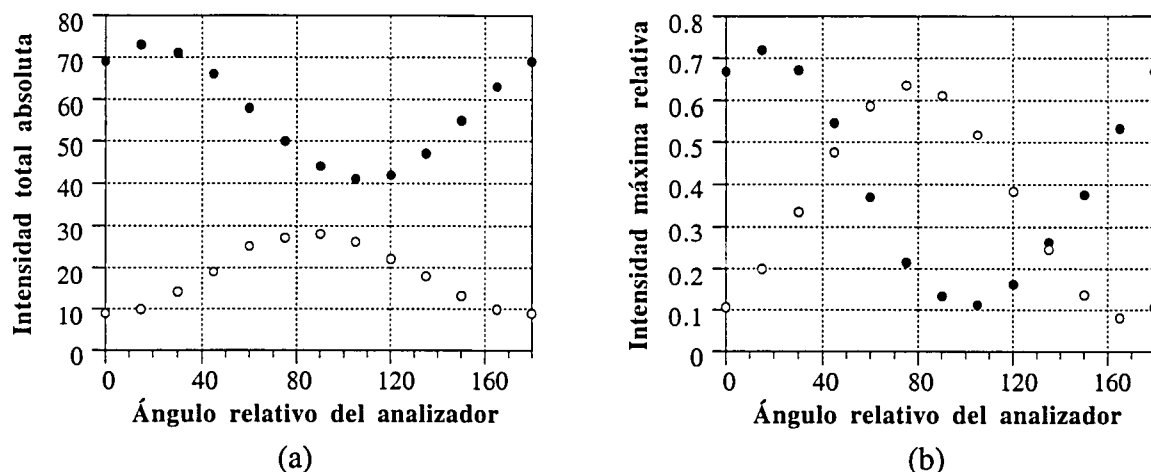 Intensidad total absoluta
80
70
60
50
40
30
20
10
0
0 40 80 120 160
Ángulo relativo del analizador
(a)
Intensidad máxima relativa
0.8
0.7
0.6
0.5
0.4
0.3
0.2
0.1
0
0 40 80 120 160
Ángulo relativo del analizador
(b)